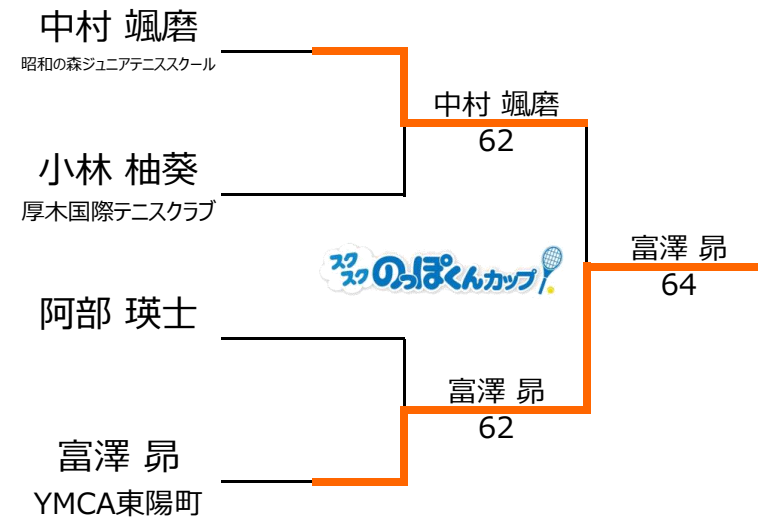 中村 颯磨
昭和の森ジュニアテニススクール
中村 颯磨
62
小林 柚葵
厚木国際テニスクラブ
スクスクのっぽくんカップ
富澤 昴
64
阿部 瑛士
富澤 昴
62
富澤 昴
YMCA東陽町